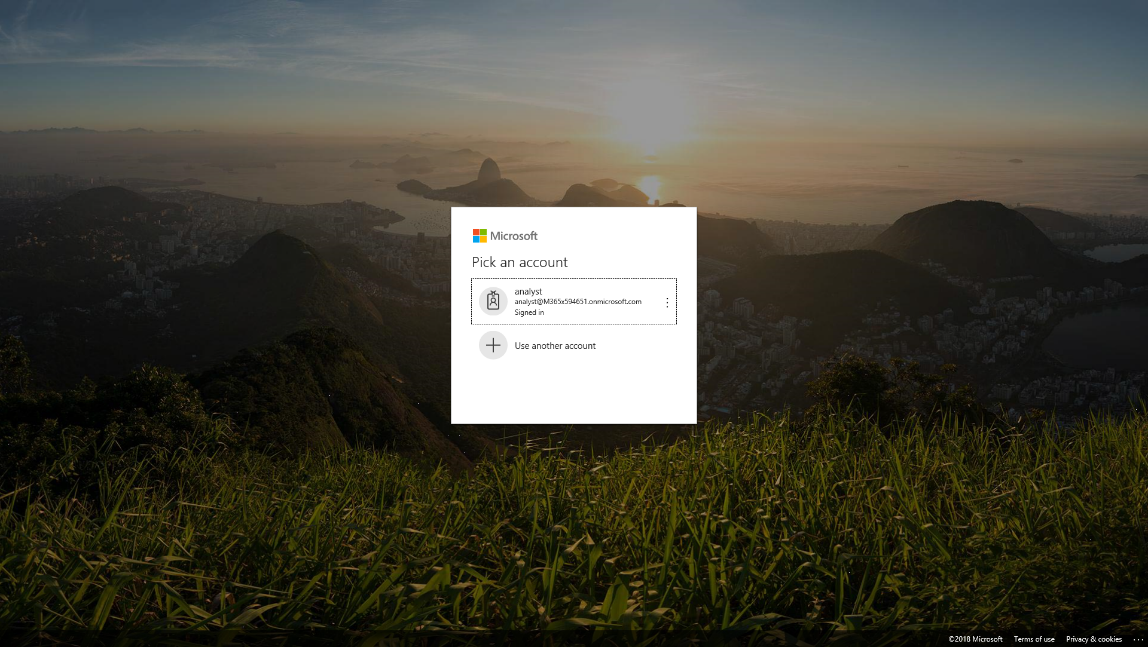 Microsoft
Pick an account
analyst
analyst@M365x594651.onmicrosoft.com
Signed in
Use another account
©2018 Microsoft Terms of use Privacy & cookies ...